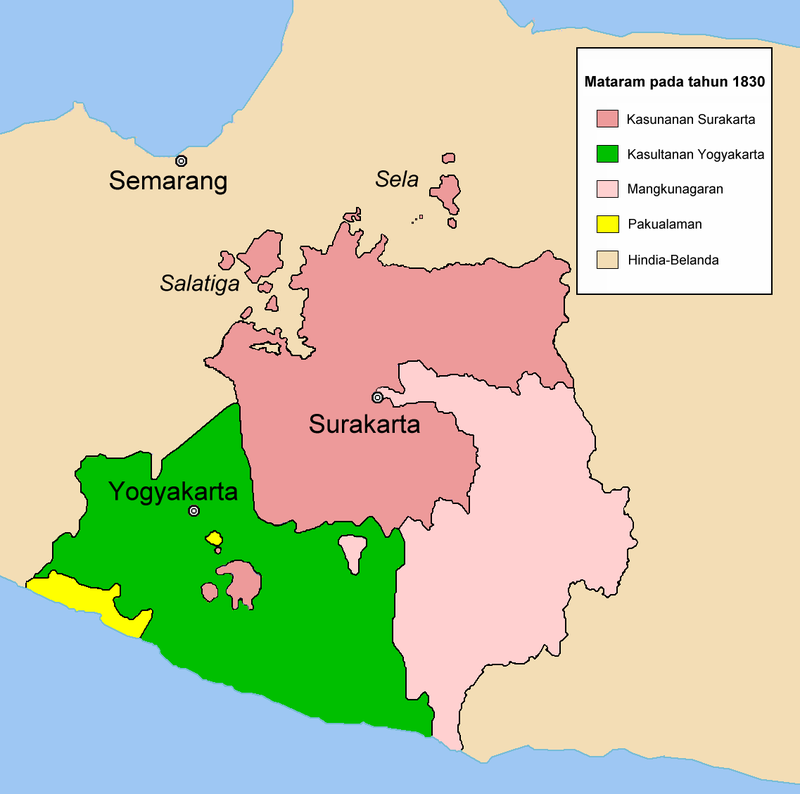 Mataram pada tahun 1830
Kasunanan Surakarta
Kasultanan Yogyakarta
Mangkunagaran
Pakualaman
Hindia-Belanda
Semarang
Sela
Salatiga
Surakarta
Yogyakarta